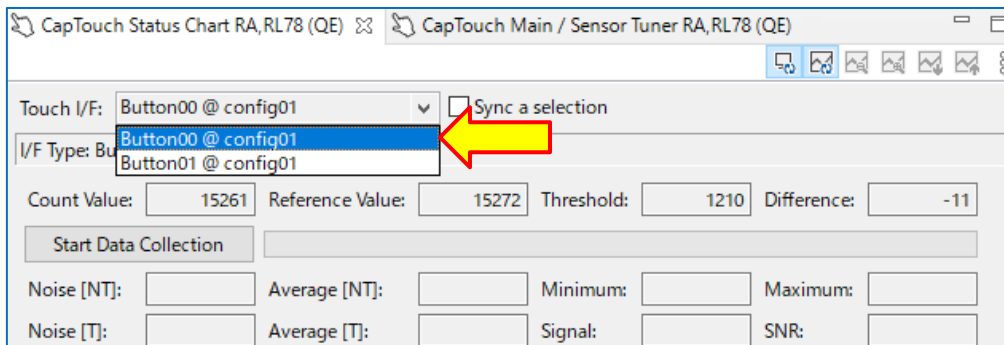 CapTouch Status Chart RA,RL78 (QE) CapTouch Main / Sensor Tuner RA,RL78 (QE)
Touch I/F: Button00 @ config01 Sync a selection
Button00 @ config01
I/F Type: Bu
Button01 @ config01
Count Value: 15261 Reference Value: 15272 Threshold: 1210 Difference: -11
Start Data Collection
Noise [NT]: Average [NT]: Minimum: Maximum:
Noise [T]: Average [T]: Signal: SNR: